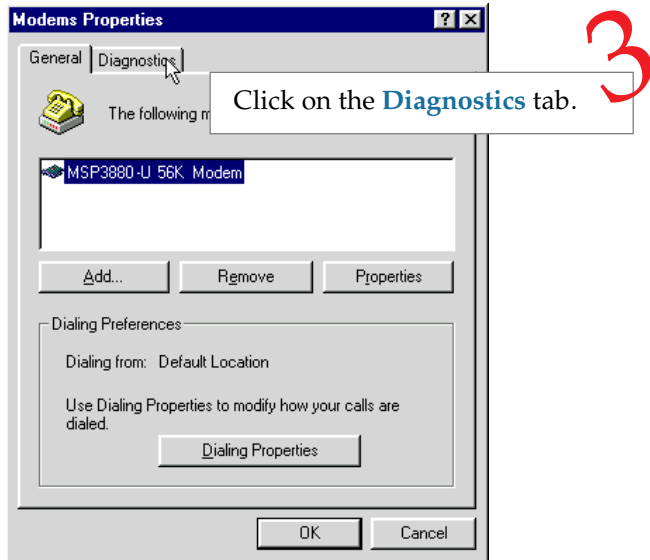 Modems Properties
General
Diagnostics
3
Click on the Diagnostics tab.
The following m
MSP3880-U 56K Modem
Add...
Remove
Properties
Dialing Preferences
Dialing from: Default Location
Use Dialing Properties to modify how your calls are
dialed.
Dialing Properties
OK
Cancel